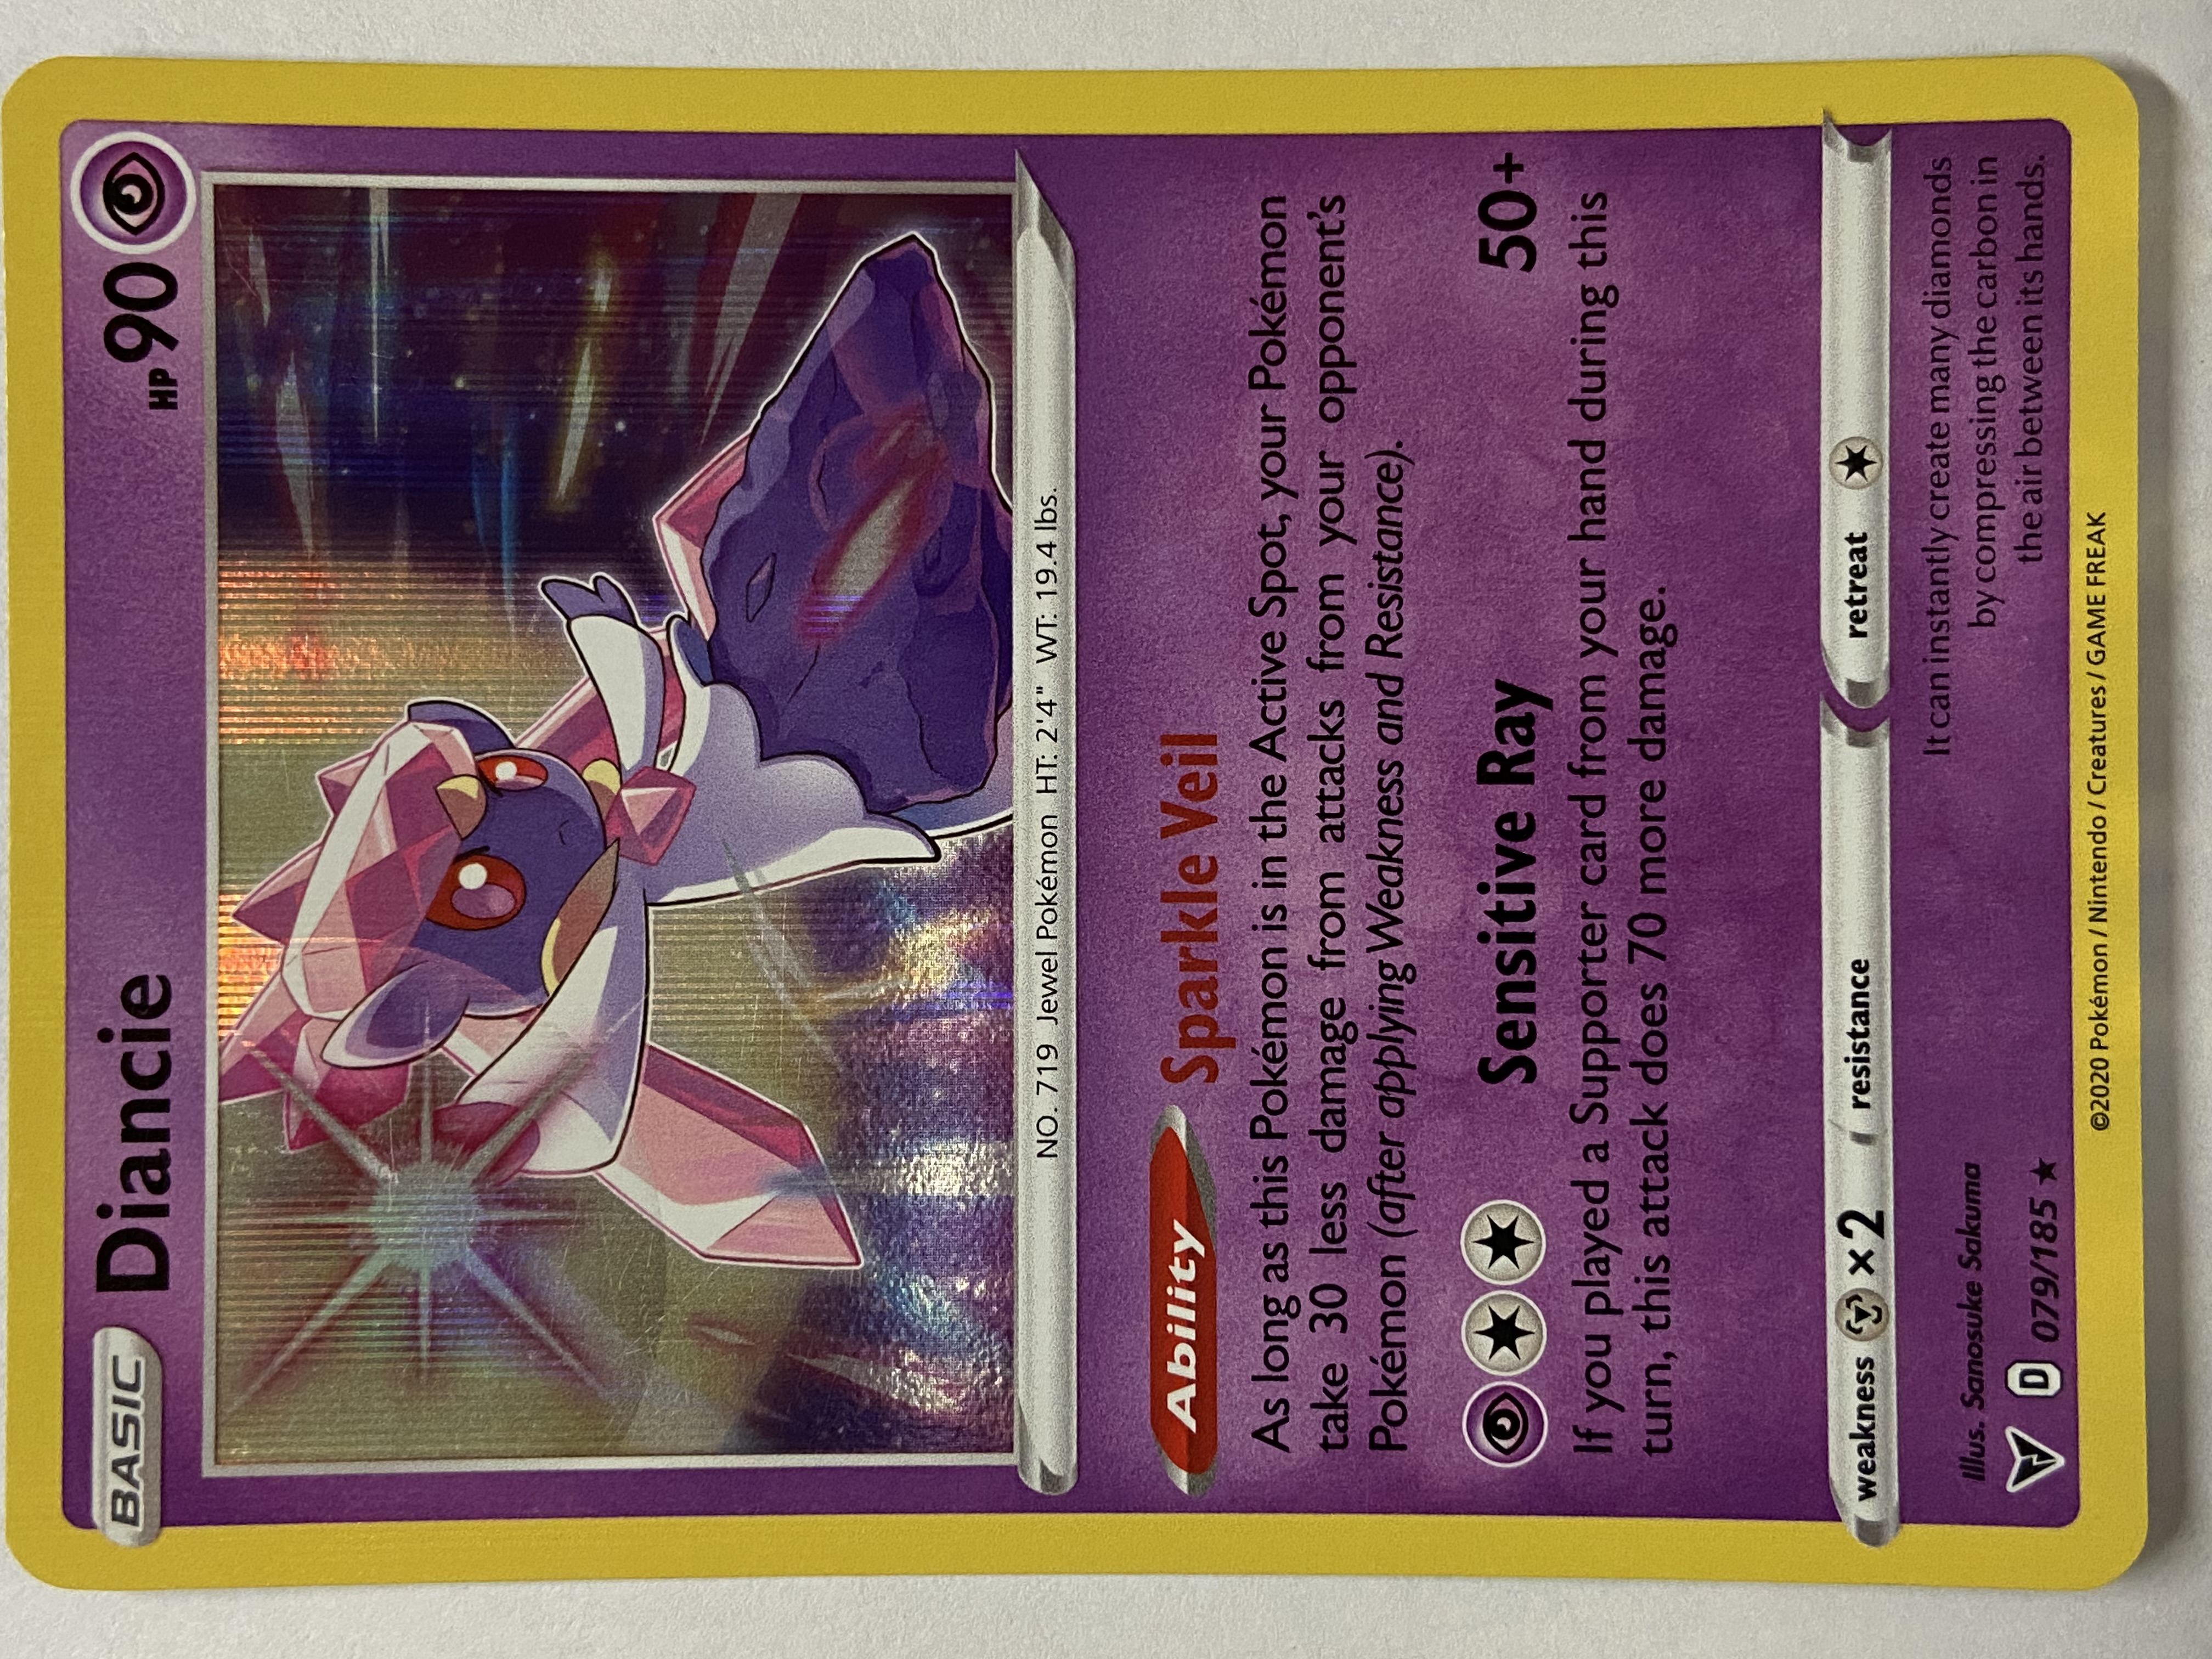 BASIC Diancie HP 90
NO. 719 Jewel Pokémon HT: 2'4" WT: 19.4 lbs.
Ability Sparkle Veil
As long as this Pokémon is in the Active Spot, your Pokémon
take 30 less damage from attacks from your opponent's
Pokémon (after applying Weakness and Resistance).
Sensitive Ray 50+
If you played a Supporter card from your hand during this
turn, this attack does 70 more damage.
weakness ×2 resistance retreat
Illus. Sanosuke Sakuma
D 079/185 ★
It can instantly create many diamonds
by compressing the carbon in
the air between its hands.
©2020 Pokémon / Nintendo / Creatures / GAME FREAK